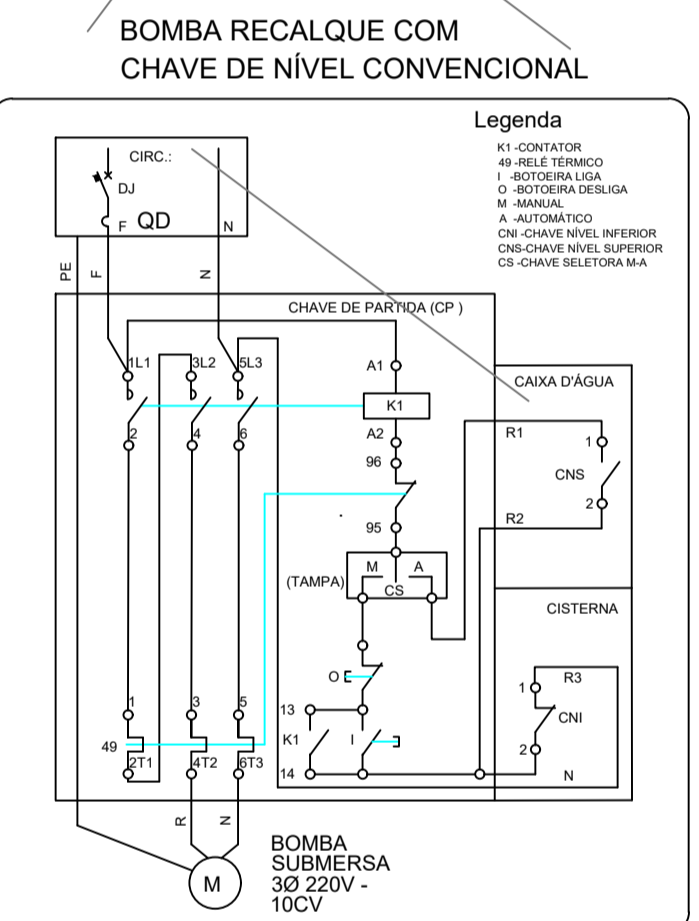 BOMBA RECALQUE COM
CHAVE DE NÍVEL CONVENCIONAL
Legenda
K1 -CONTATOR
49 -RELÉ TÉRMICO
I -BOTOEIRA LIGA
O -BOTOEIRA DESLIGA
M -MANUAL
A -AUTOMÁTICO
CNI -CHAVE NÍVEL INFERIOR
CNS-CHAVE NÍVEL SUPERIOR
CS -CHAVE SELETORA M-A
CIRC.:
DJ
F QD N
PE F N
CHAVE DE PARTIDA (CP )
1L1 3L2 5L3
A1
K1
2 4 6
A2
96
95
(TAMPA)
M A
CS
CAIXA D'ÁGUA
R1 1
CNS
2
R2
CISTERNA
R3
1
CNI
2
N
O E
13
K1 I
14
1 3 5
49
2T1 4T2 6T3
R N
M
BOMBA
SUBMERSA
3Ø 220V -
10CV